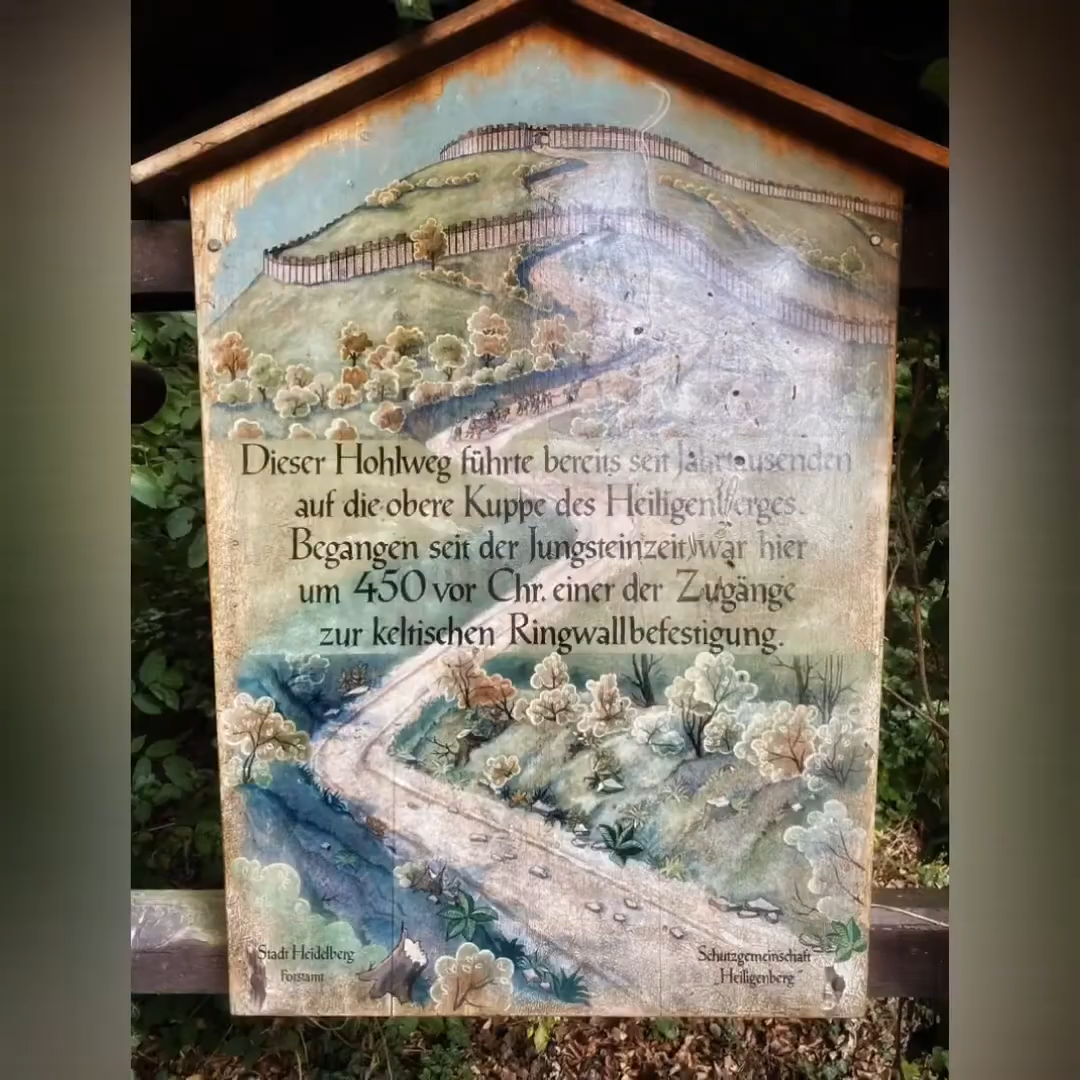 Dieser Hohlweg führte bereits seit Jahrtausenden
auf die obere Kuppe des Heiligenberges.
Begangen seit der Jungsteinzeit, war hier
um 450 vor Chr. einer der Zugänge
zur keltischen Ringwallbefestigung.
Stadt Heidelberg
Forstamt
Schutzgemeinschaft
„Heiligenberg“